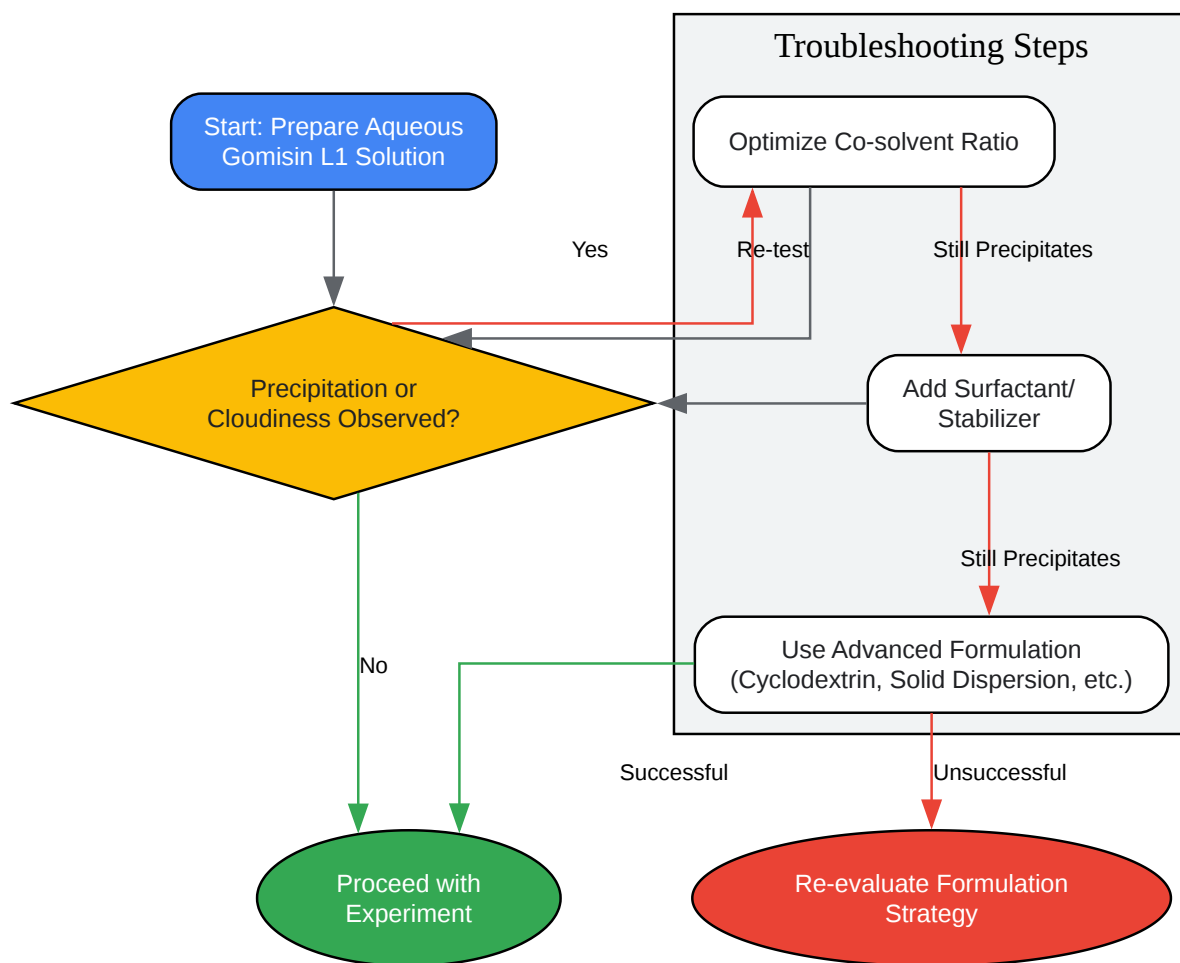 Troubleshooting Steps
Start: Prepare Aqueous
Gomisin L1 Solution
Optimize Co-solvent Ratio
Yes
Re-test
Still Precipitates
Precipitation or
Cloudiness Observed?
Add Surfactant/
Stabilizer
Still Precipitates
Use Advanced Formulation
(Cyclodextrin, Solid Dispersion, etc.)
No
Successful
Unsuccessful
Proceed with
Experiment
Re-evaluate Formulation
Strategy